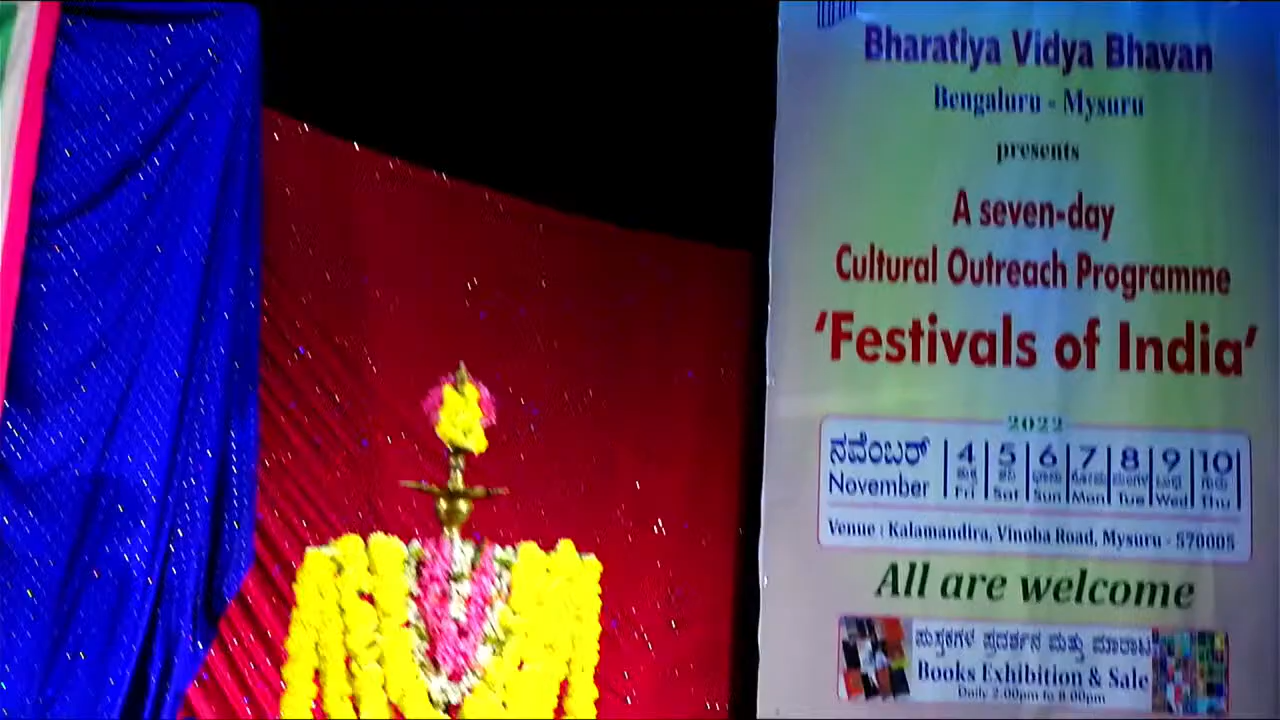 Bharatiya Vidya Bhavan
Bengaluru - Mysuru
presents
A seven-day
Cultural Outreach Programme
'Festivals of India'
2022
ನವೆಂಬರ್ 4 5 6 7 8 9 10
ಶುಕ್ರ ಶನಿ ಭಾನು ಸೋಮ ಮಂಗಳ ಬುಧ ಗುರು
November Fri Sat Sun Mon Tue Wed Thu
Venue : Kalamandira, Vinoba Road, Mysuru - 570005
All are welcome
ಪುಸ್ತಕಗಳ ಪ್ರದರ್ಶನ ಮತ್ತು ಮಾರಾಟ
Books Exhibition & Sale
Daily 2.00pm to 8.00pm